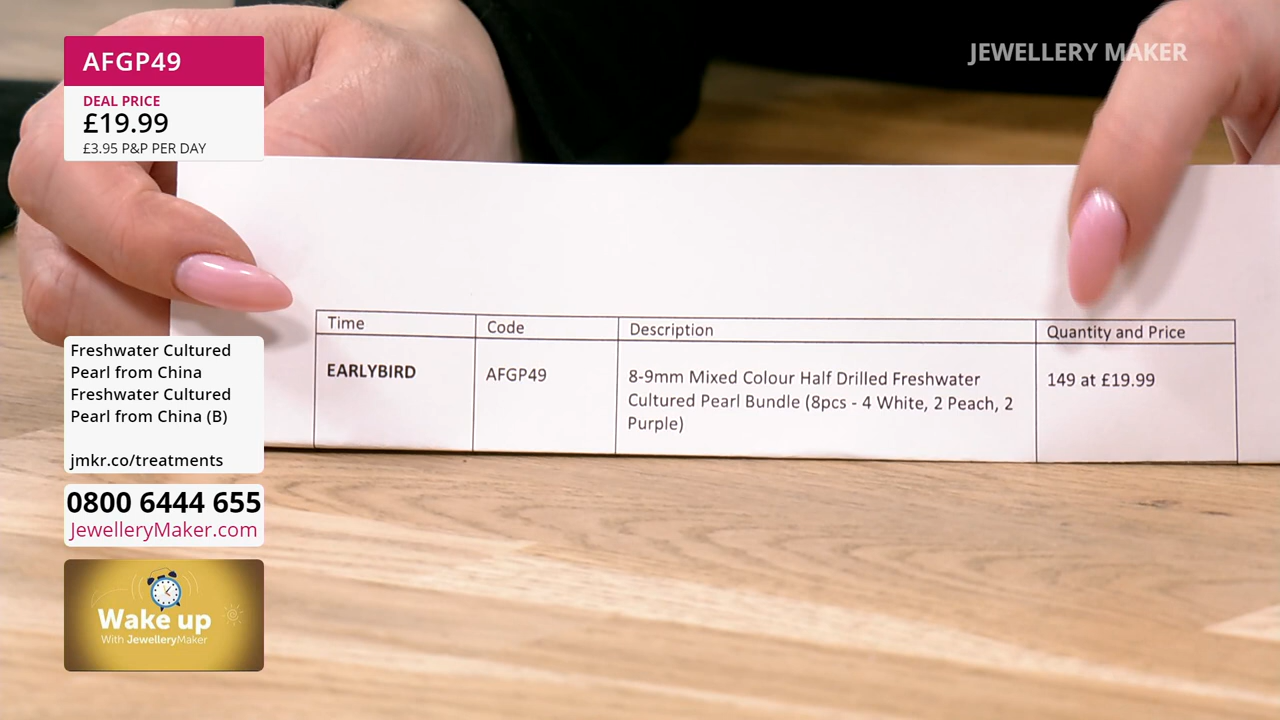 AFGP49
DEAL PRICE
£19.99
£3.95 P&P PER DAY
JEWELLERY MAKER
Time
Code
Description
Quantity and Price
EARLYBIRD
AFGP49
8-9mm Mixed Colour Half Drilled Freshwater
Cultured Pearl Bundle (8pcs - 4 White, 2 Peach, 2
Purple)
149 at £19.99
Freshwater Cultured
Pearl from China
Freshwater Cultured
Pearl from China (B)
jmkr.co/treatments
0800 6444 655
JewelleryMaker.com
Wake up
With JewelleryMaker